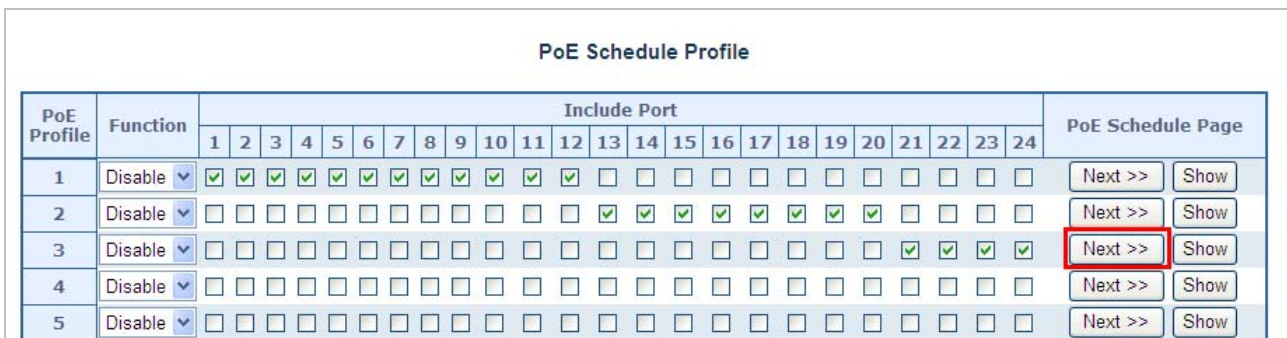 PoE Schedule Profile
PoE Profile Function Include Port PoE Schedule Page
1 2 3 4 5 6 7 8 9 10 11 12 13 14 15 16 17 18 19 20 21 22 23 24
1 Disable Next >> Show
2 Disable Next >> Show
3 Disable Next >> Show
4 Disable Next >> Show
5 Disable Next >> Show